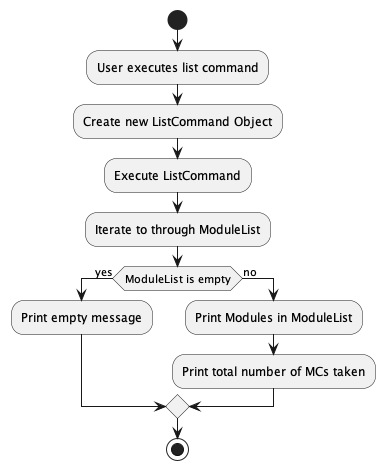 User executes list command
Create new ListCommand Object
Execute ListCommand
Iterate to through ModuleList
yes
ModuleList is empty
no
Print empty message
Print Modules in ModuleList
Print total number of MCs taken